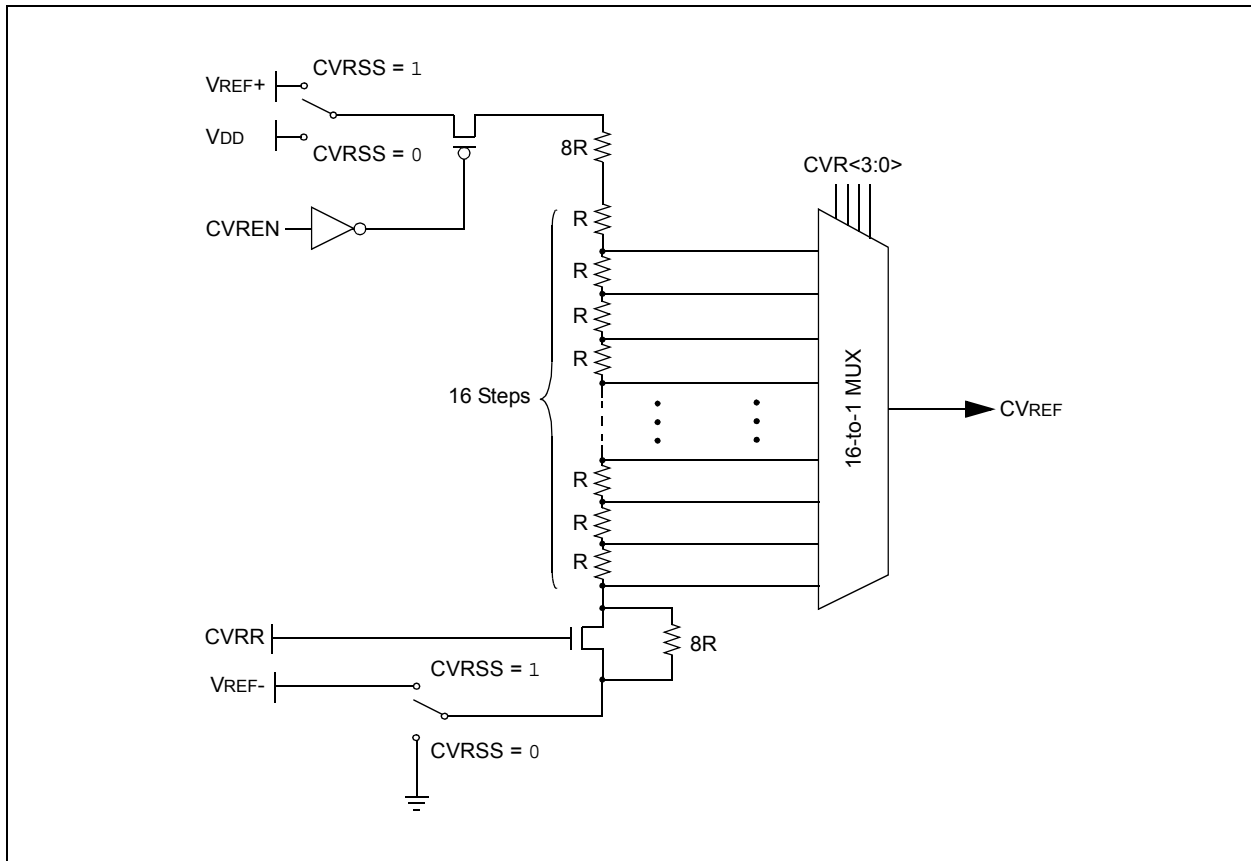 CVRSS = 1
VREF+
VDD
CVRSS = 0
8R
CVR<3:0>
CVREN
R
R
R
R
16 Steps
16-to-1 MUX
CVREF
R
R
R
CVRR
8R
CVRSS = 1
VREF-
CVRSS = 0